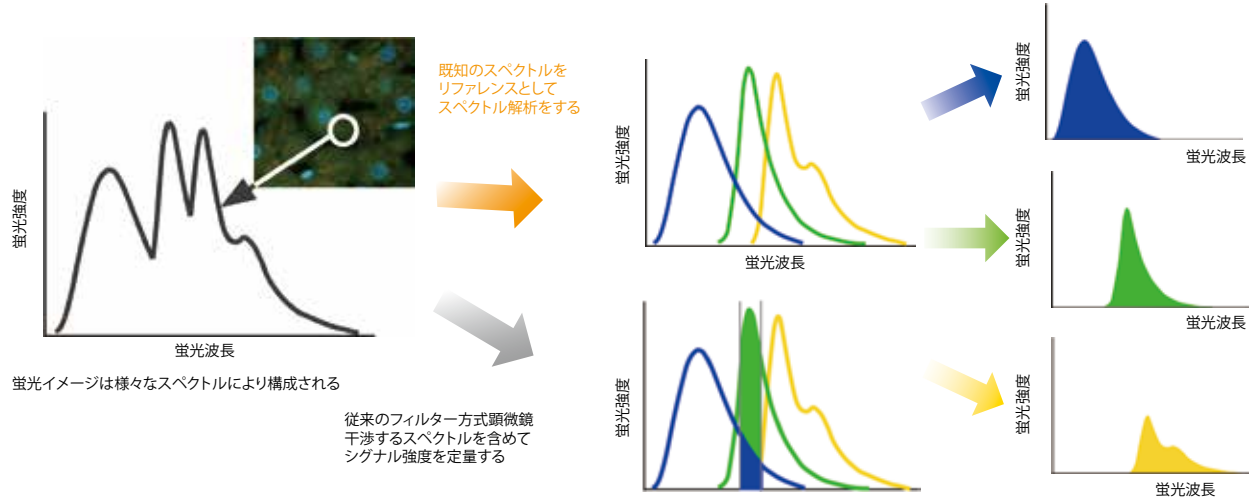 蛍光強度
蛍光波長
蛍光イメージは様々なスペクトルにより構成される
既知のスペクトルを
リファレンスとして
スペクトル解析をする
従来のフィルター方式顕微鏡
干渉するスペクトルを含めて
シグナル強度を定量する
蛍光強度
蛍光波長
蛍光強度
蛍光強度
蛍光波長
蛍光強度
蛍光波長
蛍光強度
蛍光波長